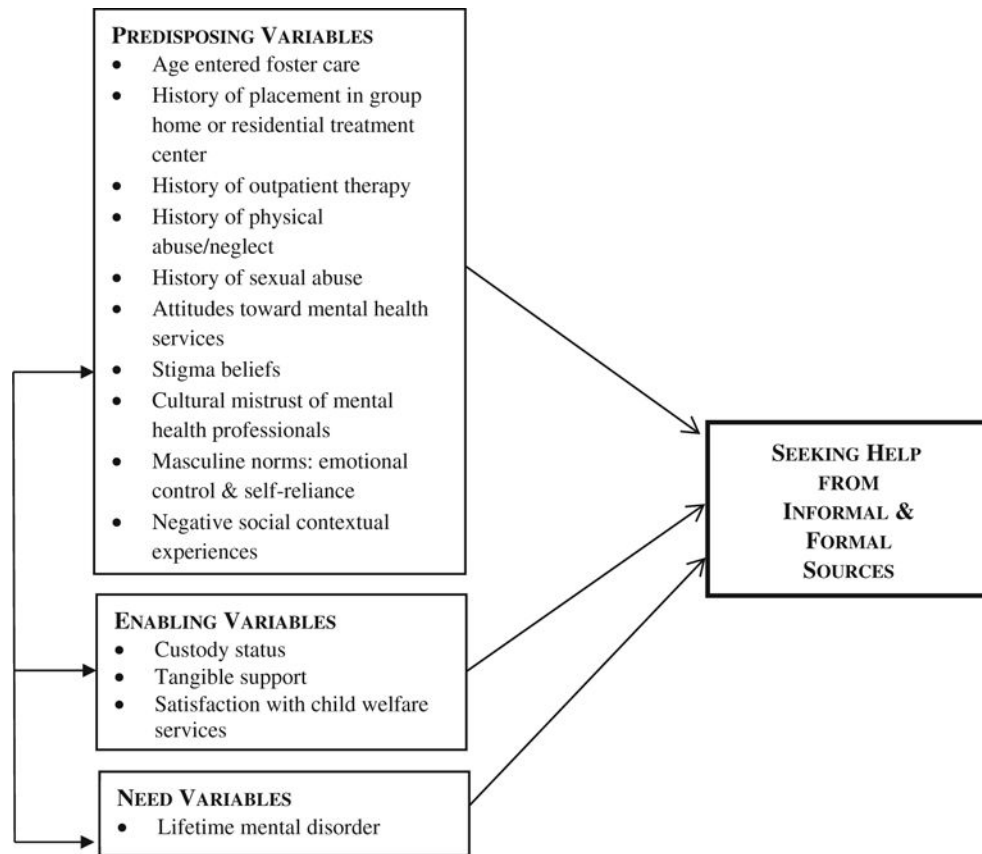 PREDISPOSING VARIABLES
• Age entered foster care
• History of placement in group
home or residential treatment
center
• History of outpatient therapy
• History of physical
abuse/neglect
• History of sexual abuse
• Attitudes toward mental health
services
• Stigma beliefs
• Cultural mistrust of mental
health professionals
• Masculine norms: emotional
control & self-reliance
• Negative social contextual
experiences
ENABLING VARIABLES
• Custody status
• Tangible support
• Satisfaction with child welfare
services
NEED VARIABLES
• Lifetime mental disorder
SEEKING HELP
FROM
INFORMAL &
FORMAL
SOURCES